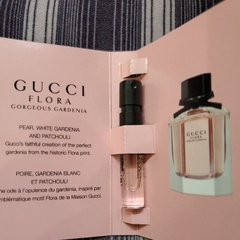 GUCCI
FLORA
GORGEOUS GARDENIA
PEAR, WHITE GARDENIA
AND PATCHOULI
Gucci's faithful creation of the perfect
gardenia from the historic Flora print.
POIRE, GARDENIA BLANC
ET PATCHOULI
ne ode à l'opulence du gardenia, inspiré par
emblématique motif Flora de la Maison Gucci